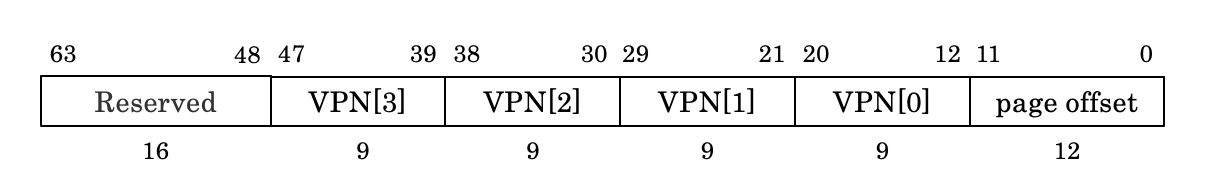 63 48 47 39 38 30 29 21 20 12 11 0
Reserved VPN[3] VPN[2] VPN[1] VPN[0] page offset
16 9 9 9 9 12